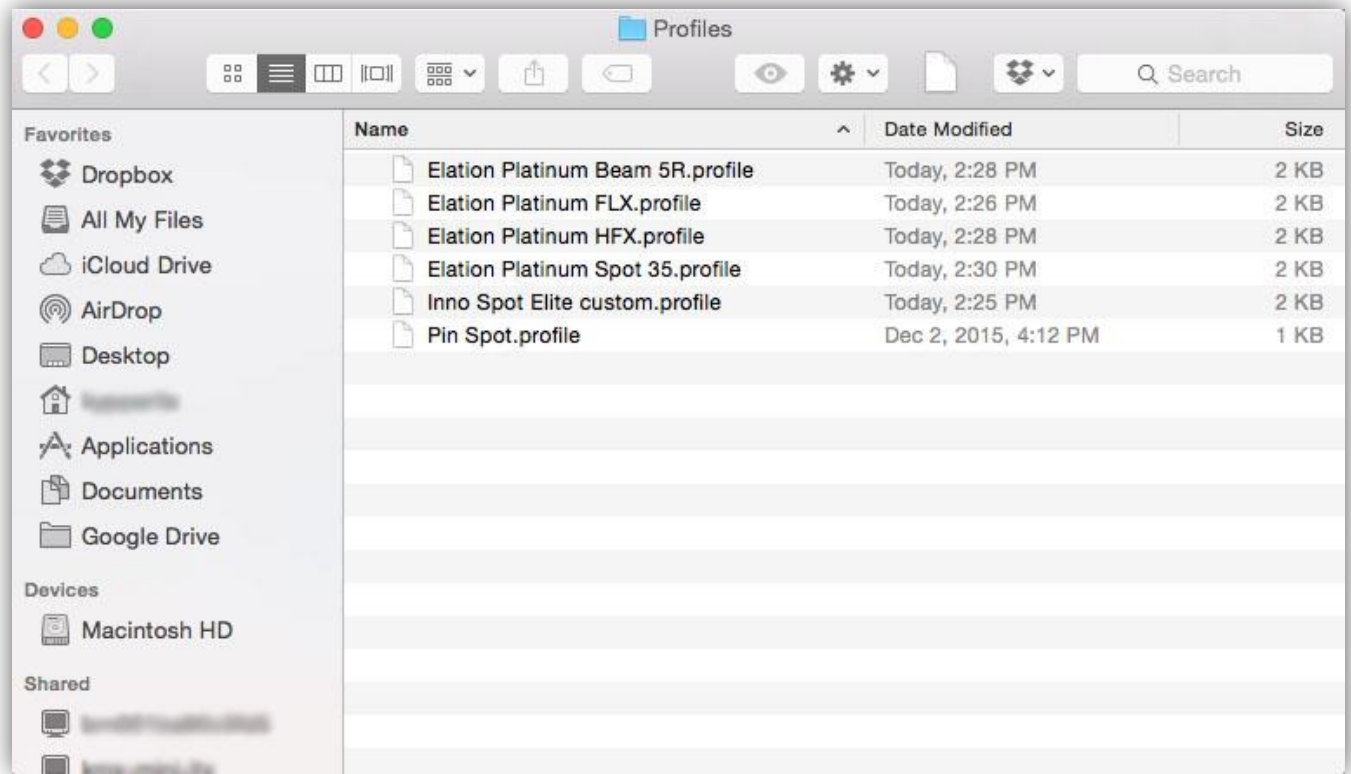 Profiles
Search
Favorites
Dropbox
All My Files
iCloud Drive
AirDrop
Desktop
Applications
Documents
Google Drive
Devices
Macintosh HD
Shared
Name Date Modified Size
Elation Platinum Beam 5R.profile Today, 2:28 PM 2 KB
Elation Platinum FLX.profile Today, 2:26 PM 2 KB
Elation Platinum HFX.profile Today, 2:28 PM 2 KB
Elation Platinum Spot 35.profile Today, 2:30 PM 2 KB
Inno Spot Elite custom.profile Today, 2:25 PM 2 KB
Pin Spot.profile Dec 2, 2015, 4:12 PM 1 KB